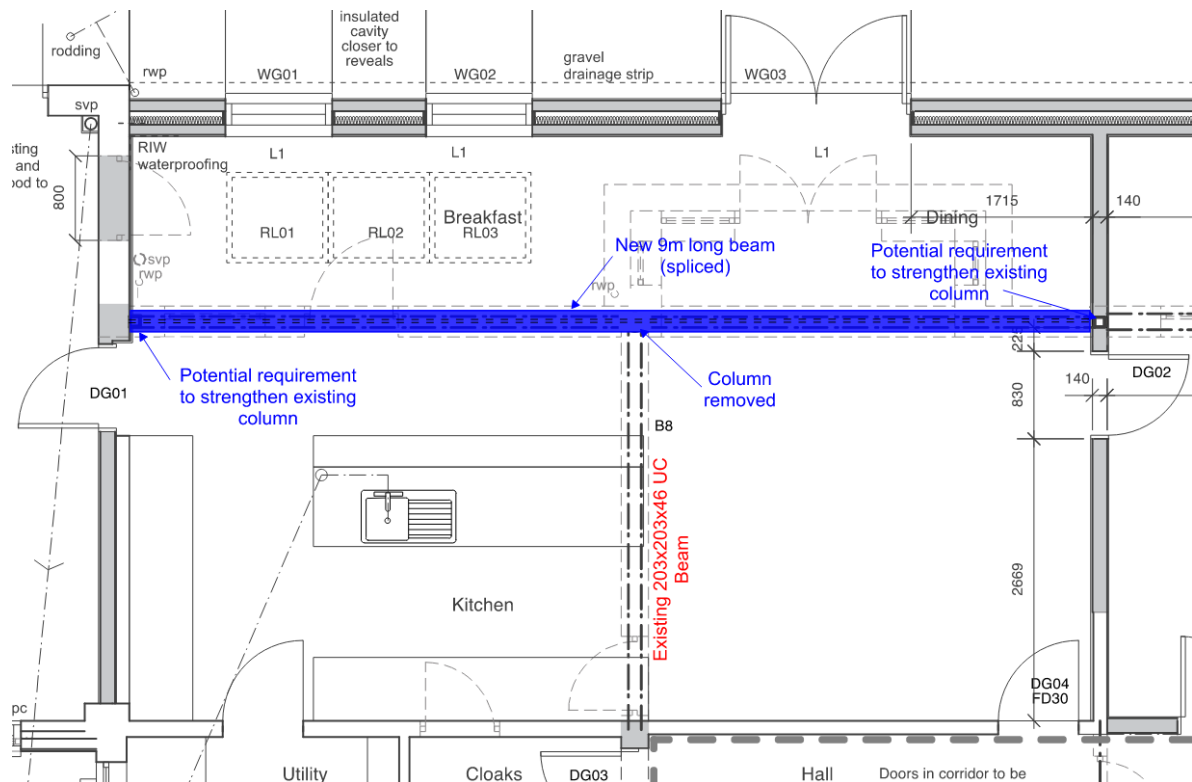 insulated
cavity
closer to
reveals
rodding
rwp
WG01
WG02
gravel
drainage strip
WG03
svp
RIW
waterproofing
L1
L1
L1
sting
and
ood to
800
Breakfast
RL01
RL02
RL03
Dining
1715
140
svp
rwp
New 9m long beam
(spliced)
rwp
Potential requirement
to strengthen existing
column
225
DG01
Potential requirement
to strengthen existing
column
Column
removed
140
830
DG02
B8
Existing 203x203x46 UC
Beam
2669
Kitchen
DG04
FD30
pc
Utility
Cloaks
DG03
Hall
Doors in corridor to be